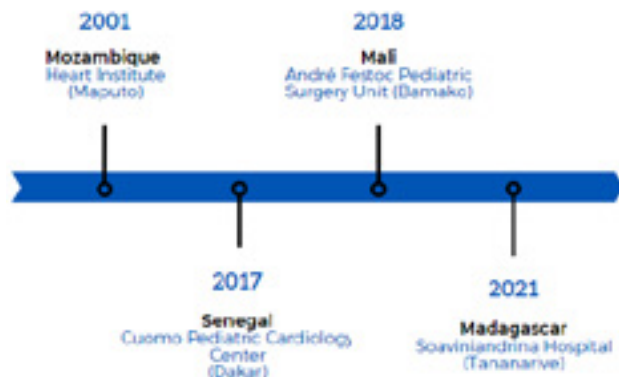 2001
Mozambique
Heart Institute
(Maputo)
2018
Mali
André Festoc Pediatric
Surgery Unit (Bamako)
2017
Senegal
Cuomo Pediatric Cardiology
Center
(Dakar)
2021
Madagascar
Soaviniandrina Hospital
(Tananarive)